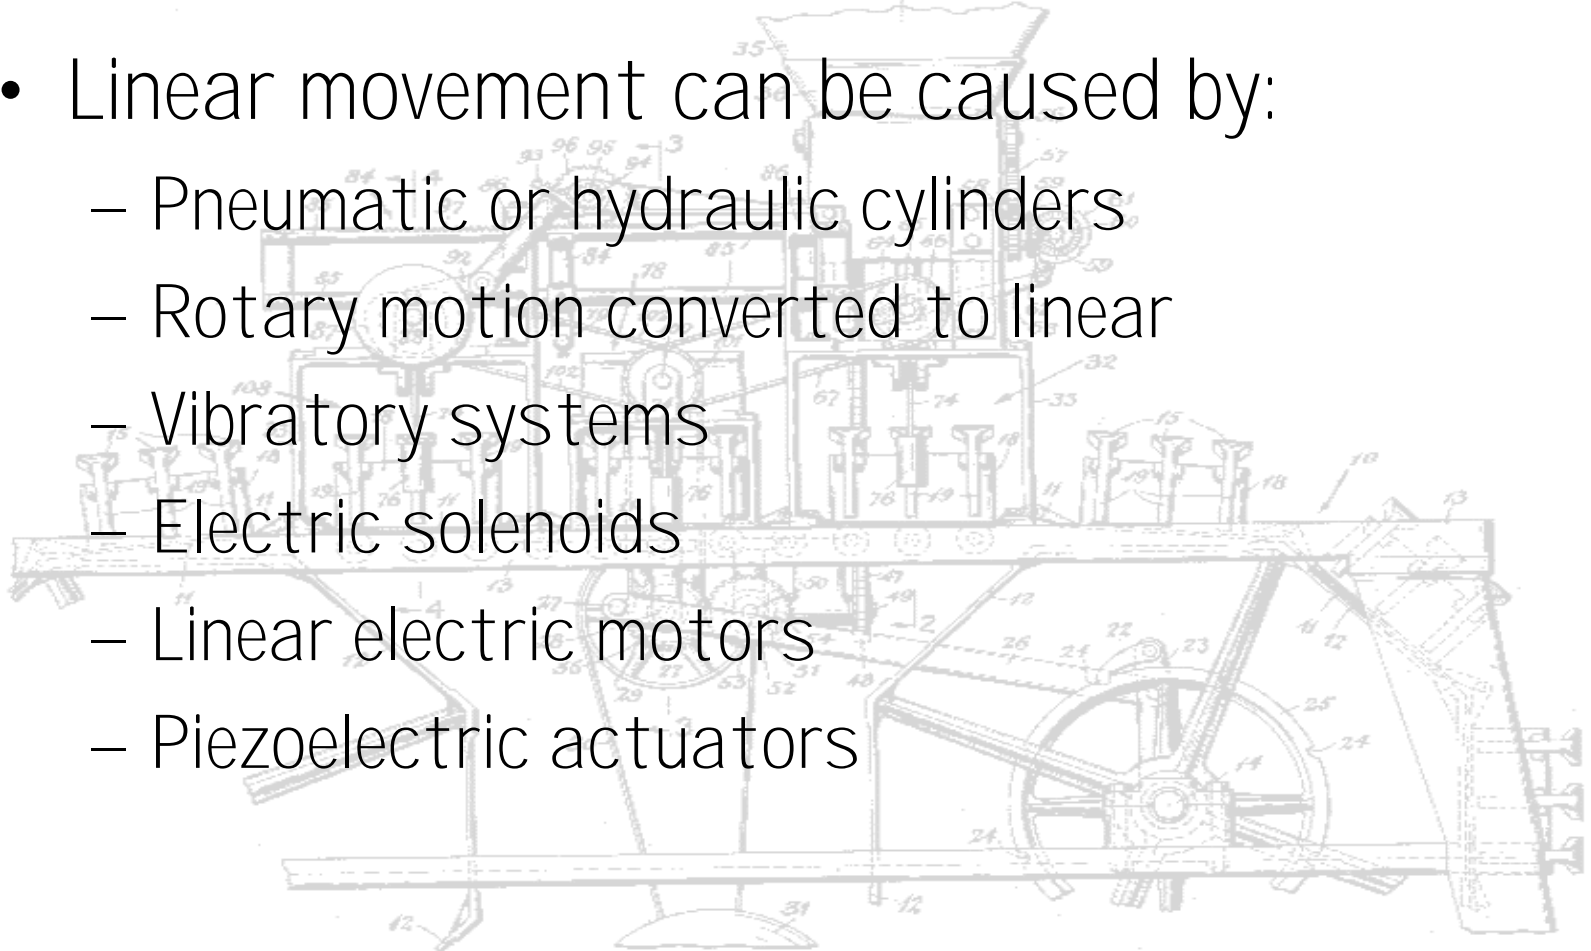 • Linear movement can be caused by:
– Pneumatic or hydraulic cylinders
– Rotary motion converted to linear
– Vibratory systems
– Electric solenoids
– Linear electric motors
– Piezoelectric actuators